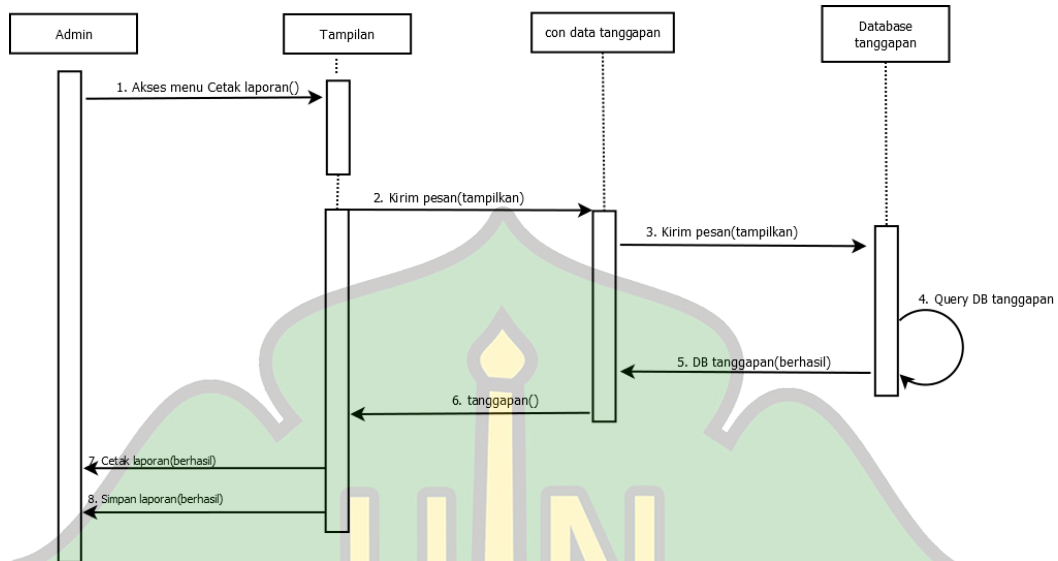 Admin
Tampilan
con data tanggapan
Database
tanggapan
1. Akses menu Cetak laporan()
2. Kirim pesan(tampilkan)
3. Kirim pesan(tampilkan)
4. Query DB tanggapan
5. DB tanggapan(berhasil)
6. tanggapan()
7. Cetak laporan(berhasil)
8. Simpan laporan(berhasil)
UIN